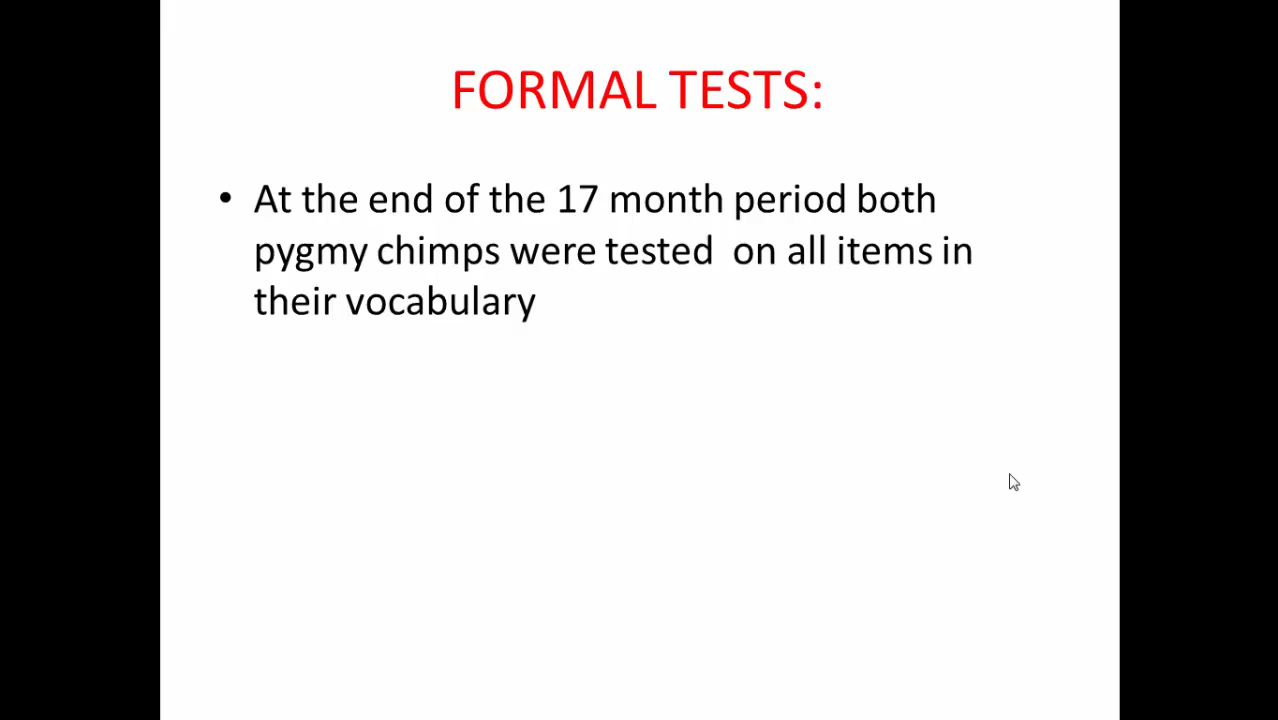 FORMAL TESTS:
• At the end of the 17 month period both
pygmy chimps were tested  on all items in
their vocabulary